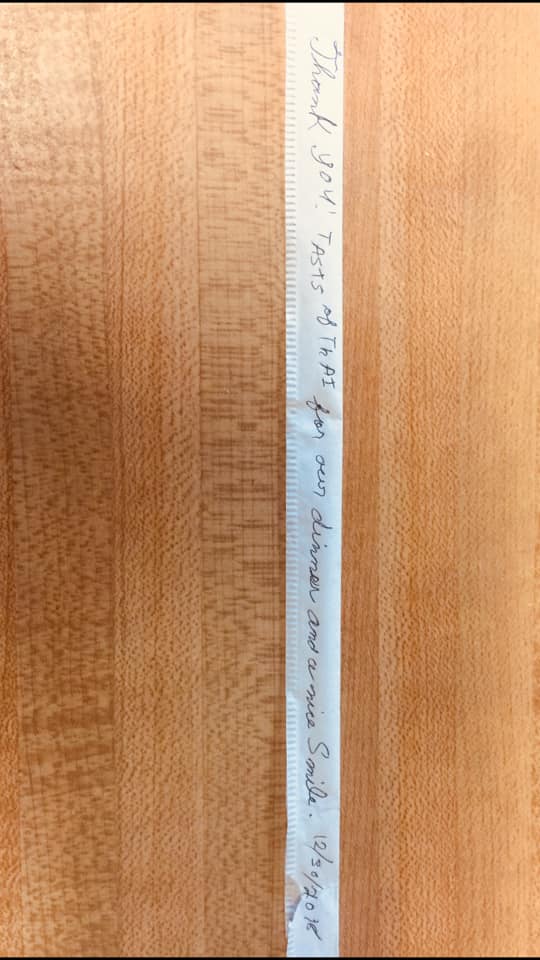 Thank you! TAsts of ThAI for our dinner and a nice Smile. 12/30/2018